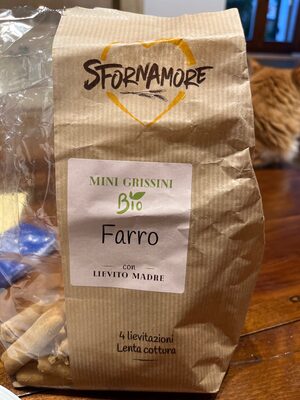 SFORNAMORE
MINI GRISSINI
Bio
Farro
con
LIEVITO MADRE
4 lievitazioni
Lenta cottura